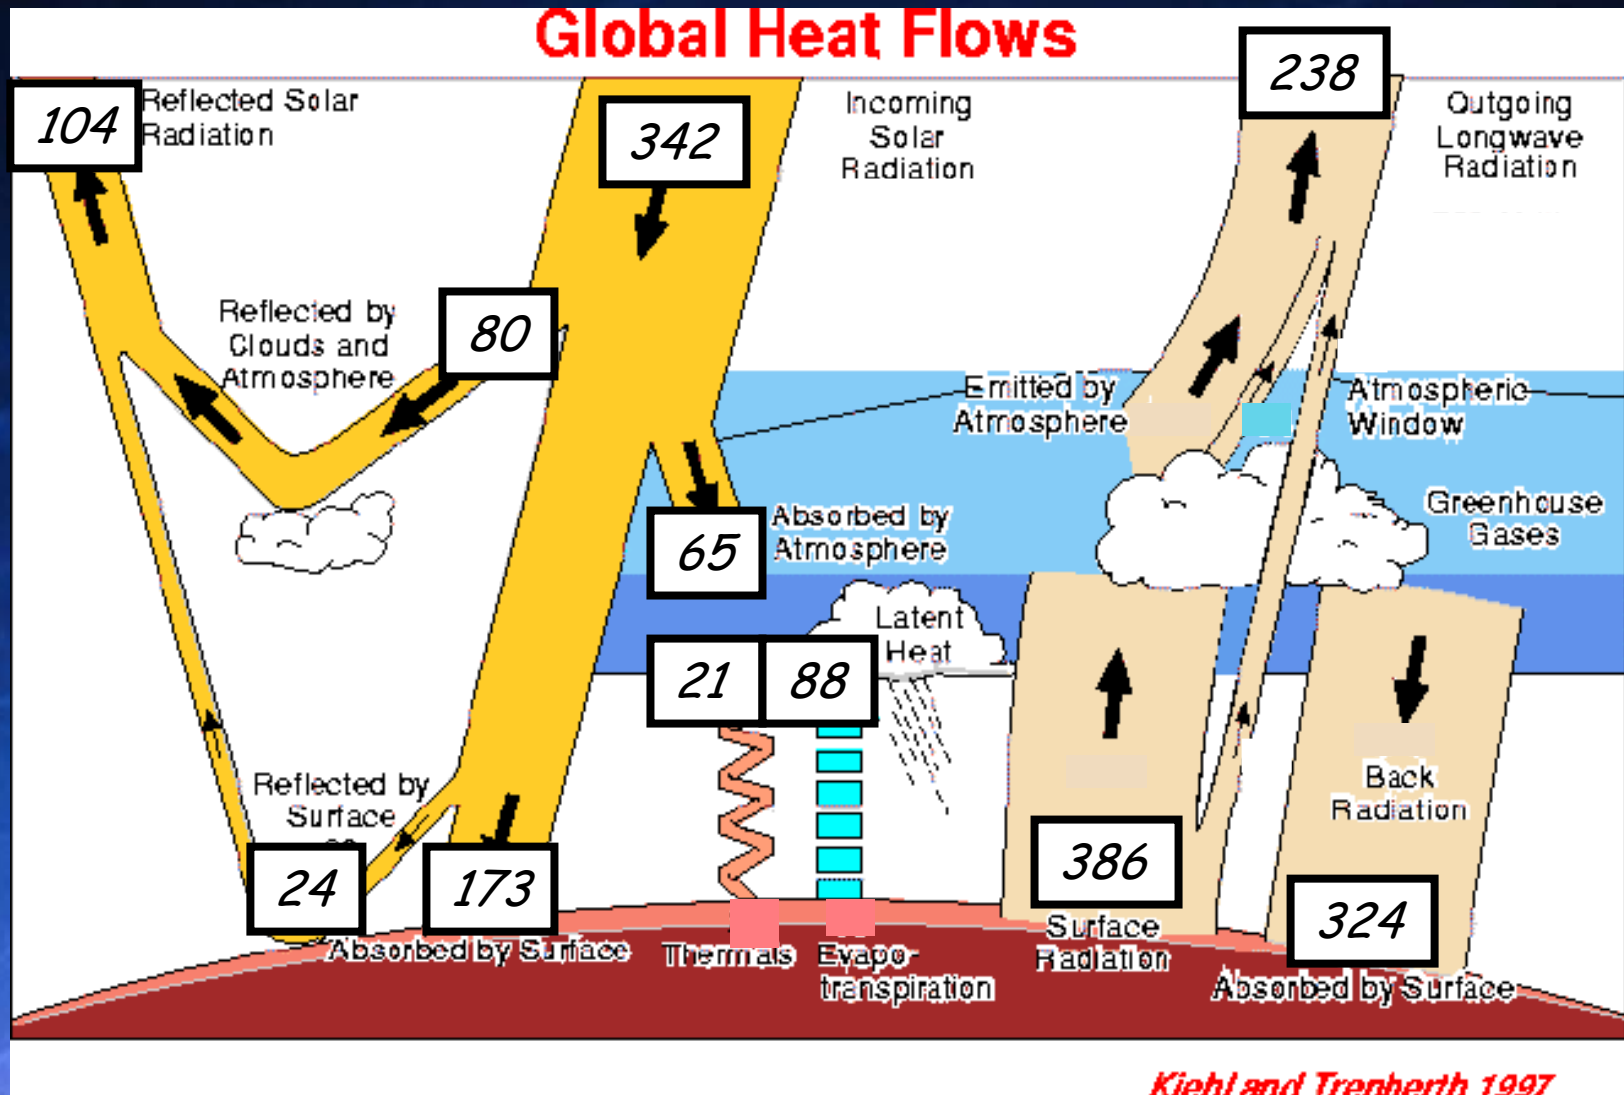 Global Heat Flows
104
Reflected Solar
Radiation
342
Incoming
Solar
Radiation
238
Outgoing
Longwave
Radiation
Reflected by
Clouds and
Atmosphere
80
Emitted by
Atmosphere
Atmospheric
Window
65
Absorbed by
Atmosphere
Greenhouse
Gases
Latent
Heat
21
88
Reflected by
Surface
24
173
Absorbed by Surface
Thermals
Evapo-
transpiration
386
Surface
Radiation
Back
Radiation
324
Absorbed by Surface
Kiehl and Trenberth 1997